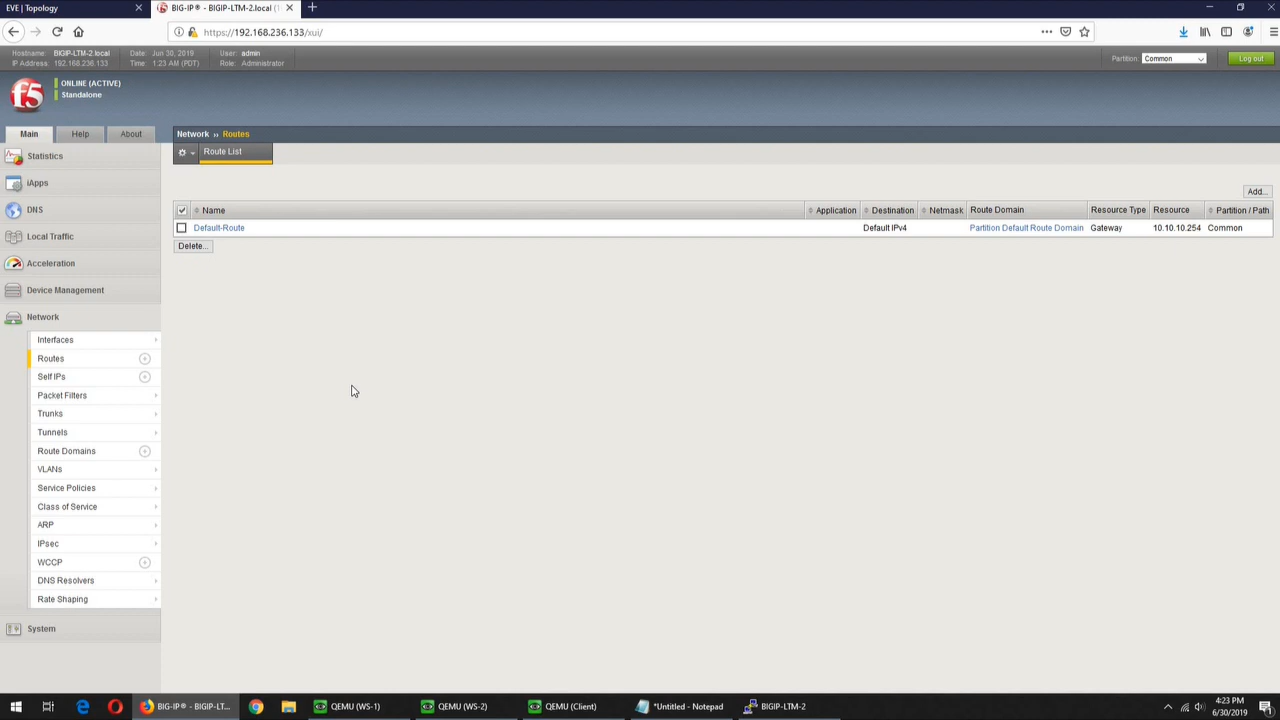 EVE | Topology
BIG-IP® - BIGIP-LTM-2.local (1
https://192.168.236.133/xui/
Hostname: BIGIP-LTM-2.local Date: Jun 30, 2019 User: admin
IP Address: 192.168.236.133 Time: 1:23 AM (PDT) Role: Administrator
Partition: Common
Log out
f5
ONLINE (ACTIVE)
Standalone
Main Help About
Network ›› Routes
Route List
Statistics
iApps
DNS
Local Traffic
Acceleration
Device Management
Network
Interfaces
Routes
Self IPs
Packet Filters
Trunks
Tunnels
Route Domains
VLANs
Service Policies
Class of Service
ARP
IPsec
WCCP
DNS Resolvers
Rate Shaping
System
Add...
Name Application Destination Netmask Route Domain Resource Type Resource Partition / Path
Default-Route Default IPv4 Partition Default Route Domain Gateway 10.10.10.254 Common
Delete...
BIG-IP® - BIGIP-LT... QEMU (WS-1) QEMU (WS-2) QEMU (Client) *Untitled - Notepad BIGIP-LTM-2
4:23 PM
6/30/2019